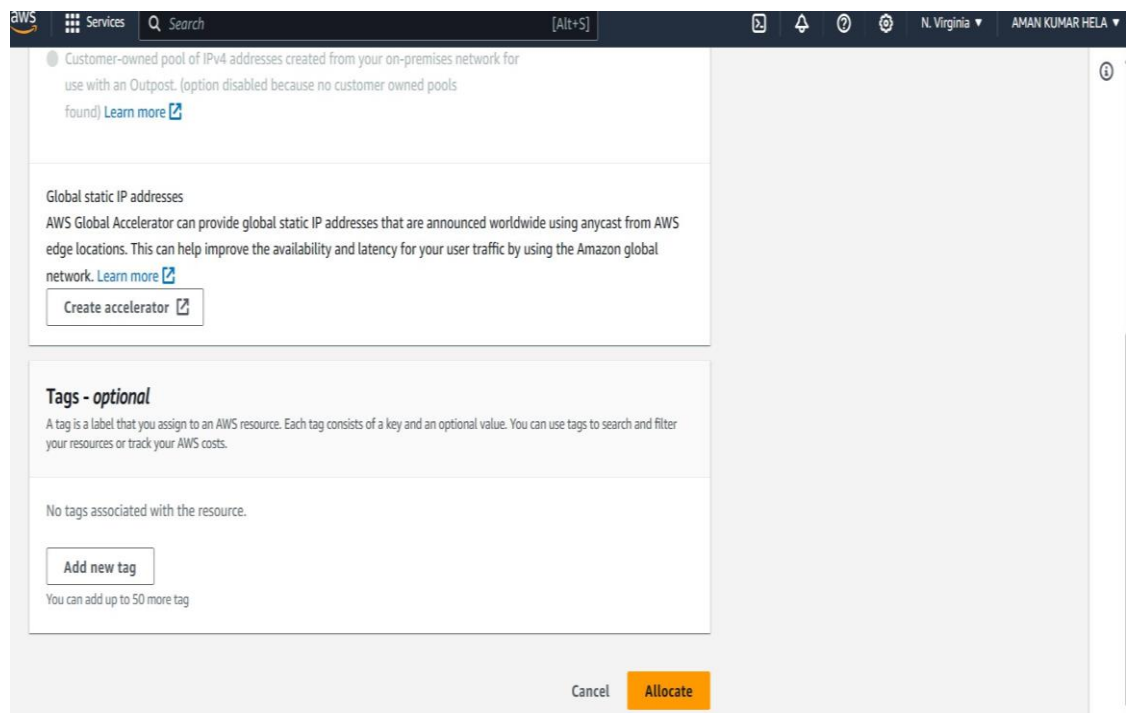 aws Services Search [Alt+S] N. Virginia ▼ AMAN KUMAR HELA ▼
Customer-owned pool of IPv4 addresses created from your on-premises network for
use with an Outpost. (option disabled because no customer owned pools
found) Learn more
Global static IP addresses
AWS Global Accelerator can provide global static IP addresses that are announced worldwide using anycast from AWS
edge locations. This can help improve the availability and latency for your user traffic by using the Amazon global
network. Learn more
Create accelerator
Tags - optional
A tag is a label that you assign to an AWS resource. Each tag consists of a key and an optional value. You can use tags to search and filter
your resources or track your AWS costs.
No tags associated with the resource.
Add new tag
You can add up to 50 more tag
Cancel Allocate